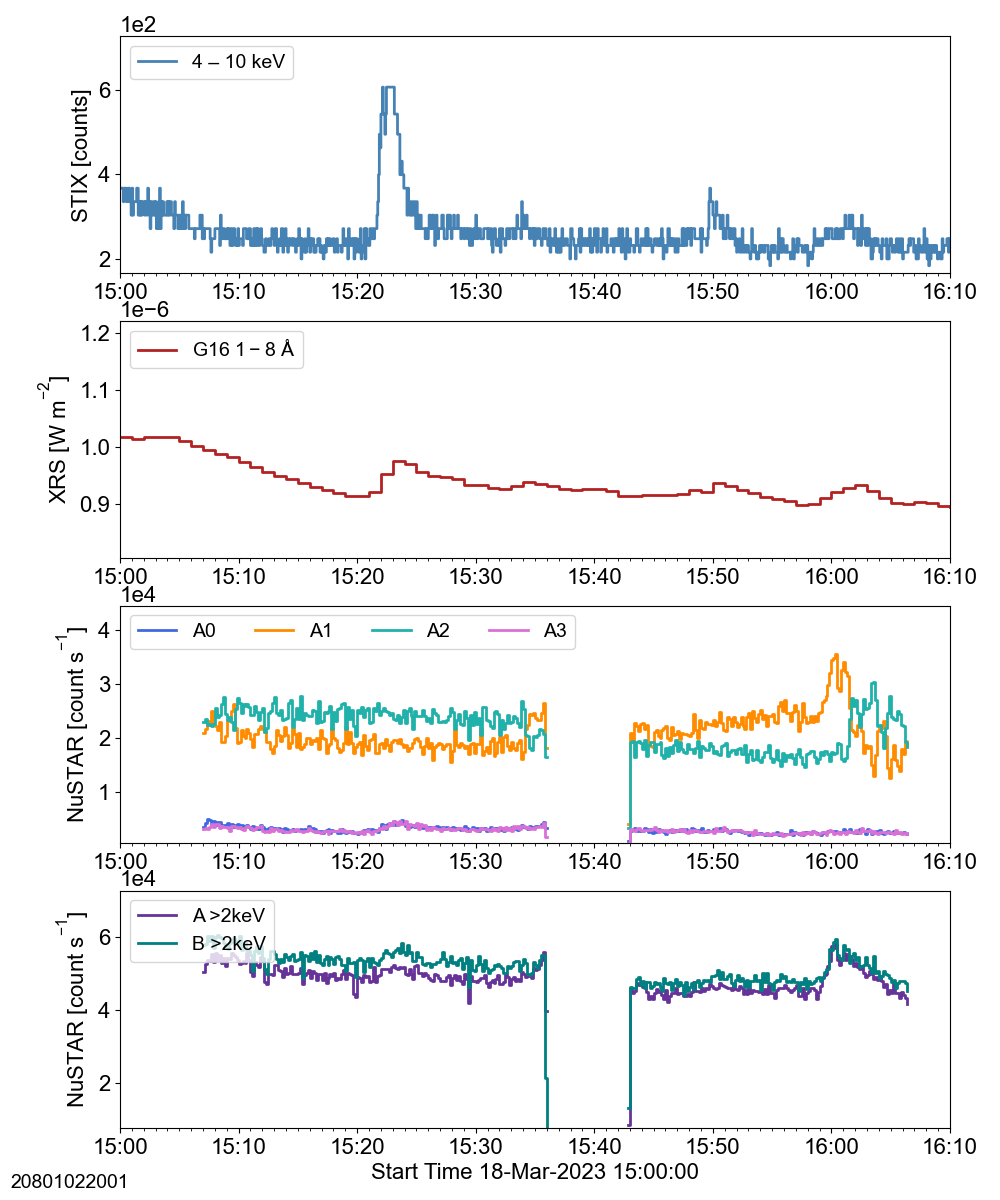 1e2
4 – 10 keV
STIX [counts]
6
4
2
15:00 15:10 15:20 15:30 15:40 15:50 16:00 16:10
1e−6
G16 1 – 8 Å
XRS [W m−2]
1.2
1.1
1.0
0.9
15:00 15:10 15:20 15:30 15:40 15:50 16:00 16:10
1e4
A0 A1 A2 A3
NuSTAR [count s−1]
4
3
2
1
15:00 15:10 15:20 15:30 15:40 15:50 16:00 16:10
1e4
A >2keV
B >2keV
NuSTAR [count s−1]
6
4
2
15:00 15:10 15:20 15:30 15:40 15:50 16:00 16:10
Start Time 18-Mar-2023 15:00:00
20801022001